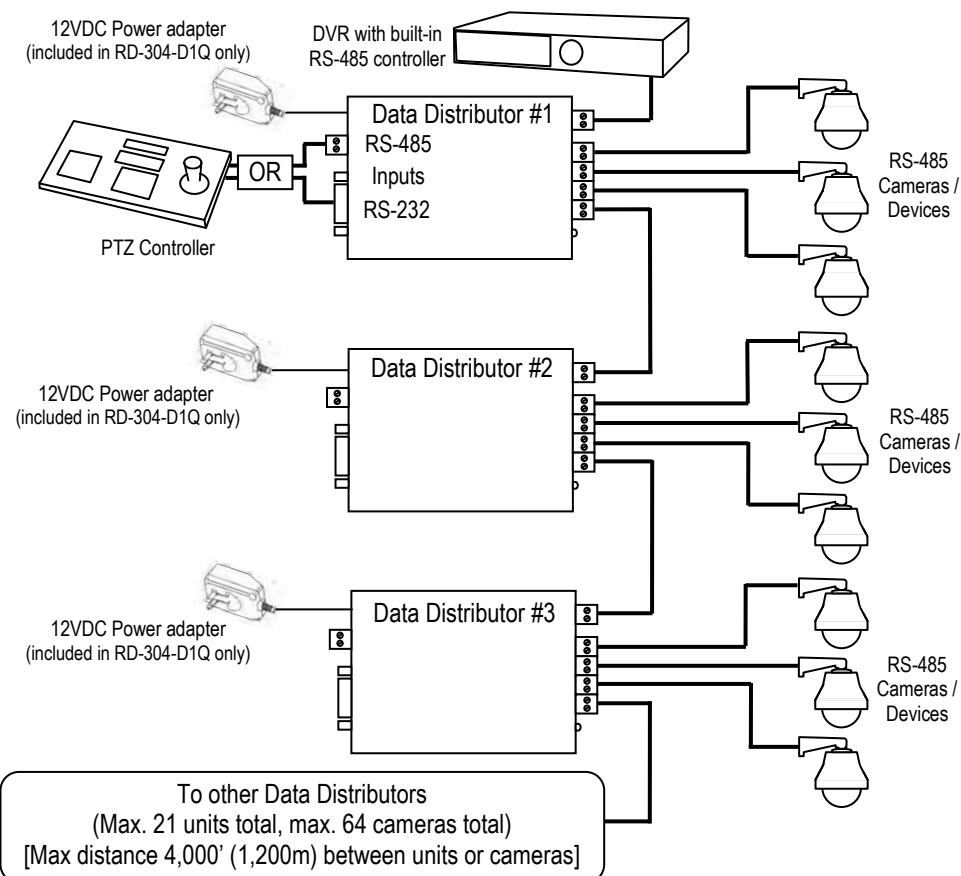 12VDC Power adapter
(included in RD-304-D1Q only)
DVR with built-in
RS-485 controller
Data Distributor #1
RS-485
Inputs
RS-232
OR
PTZ Controller
RS-485
Cameras /
Devices
Data Distributor #2
12VDC Power adapter
(included in RD-304-D1Q only)
RS-485
Cameras /
Devices
Data Distributor #3
12VDC Power adapter
(included in RD-304-D1Q only)
RS-485
Cameras /
Devices
To other Data Distributors
(Max. 21 units total, max. 64 cameras total)
[Max distance 4,000’ (1,200m) between units or cameras]